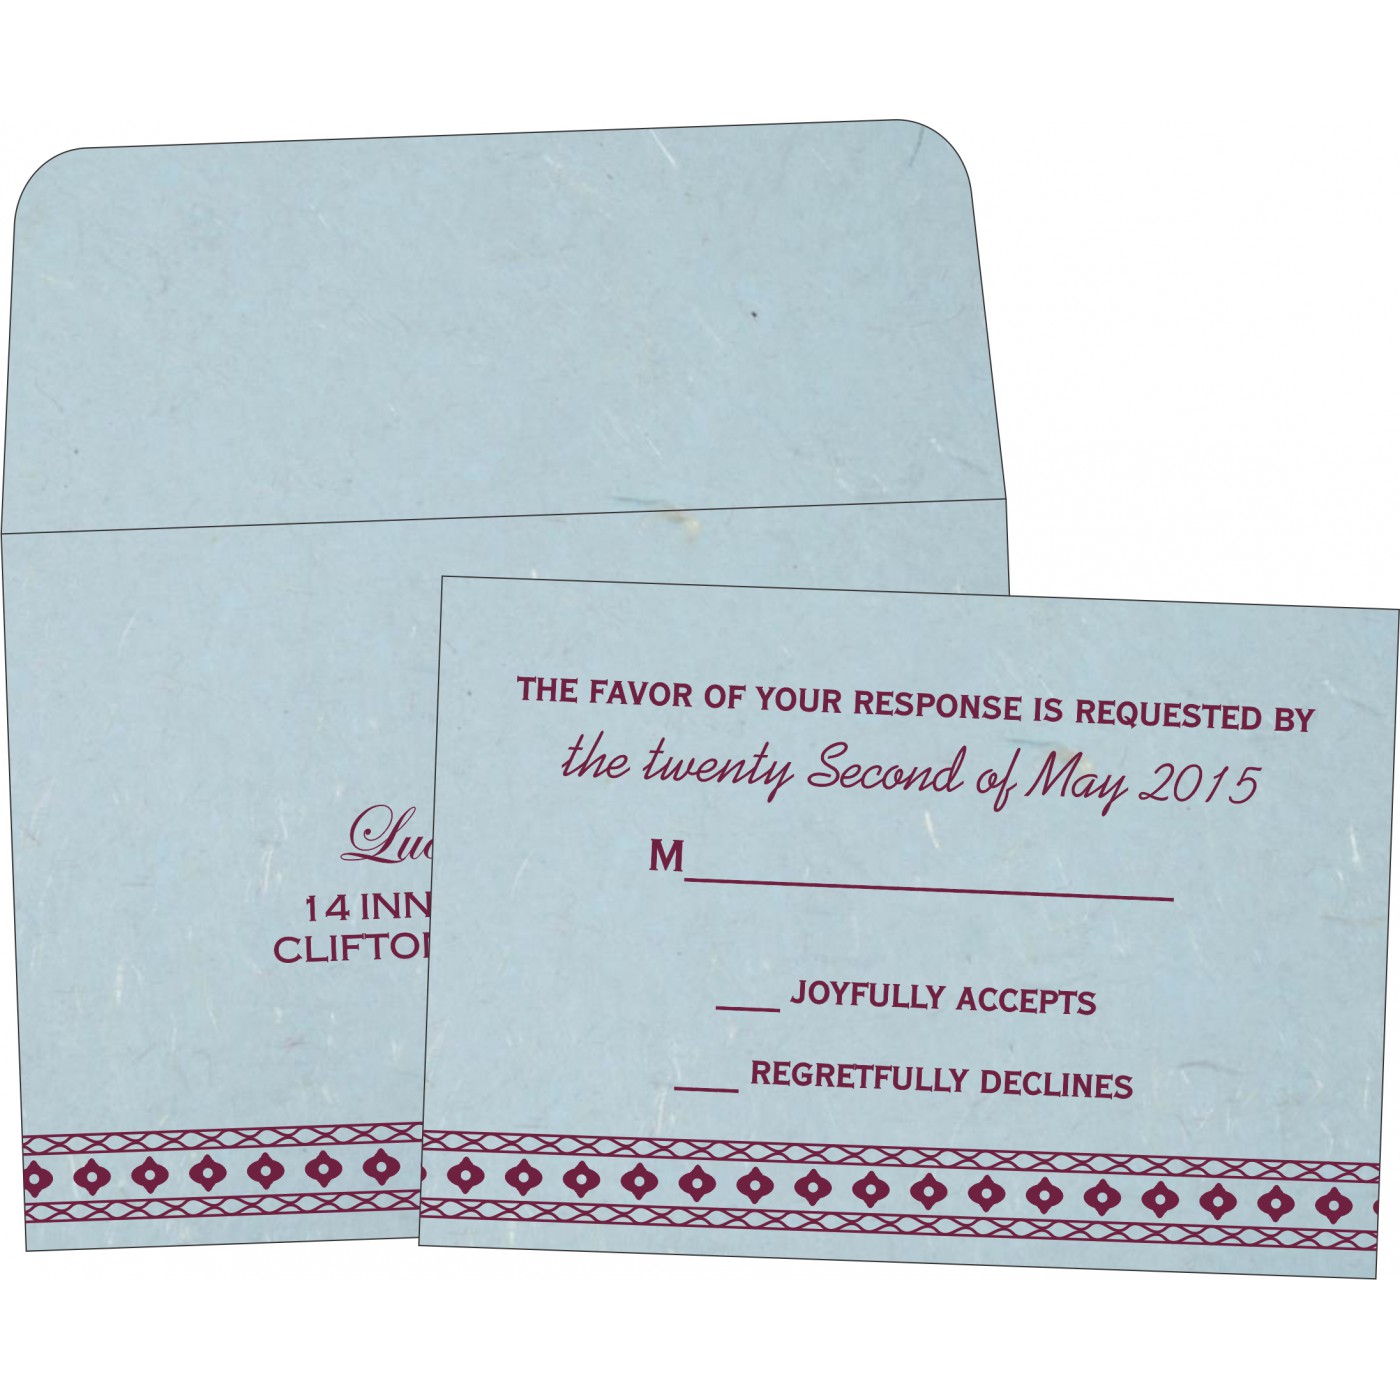 THE FAVOR OF YOUR RESPONSE IS REQUESTED BY
the twenty Second of May 2015
M
JOYFULLY ACCEPTS
REGRETFULLY DECLINES
14 INN